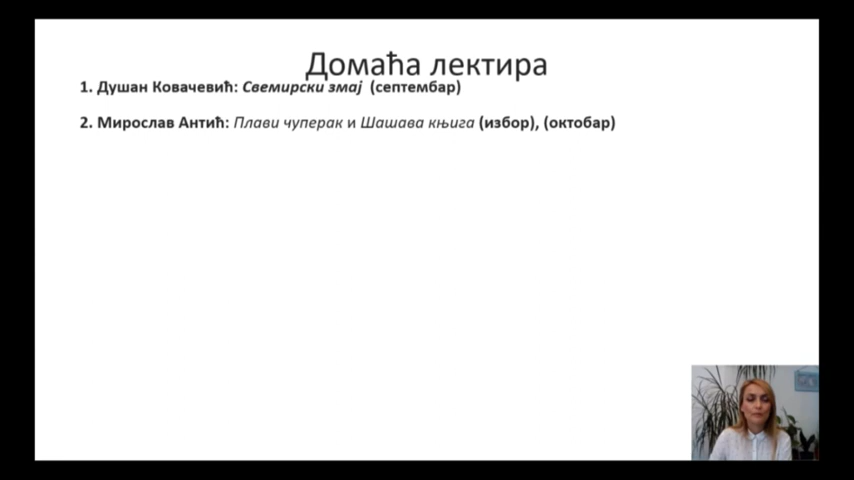 Домаћа лектира
1. Душан Ковачевић: Свемирски змај (септембар)
2. Мирослав Антић: Плави чуперак и Шашава књига (избор), (октобар)